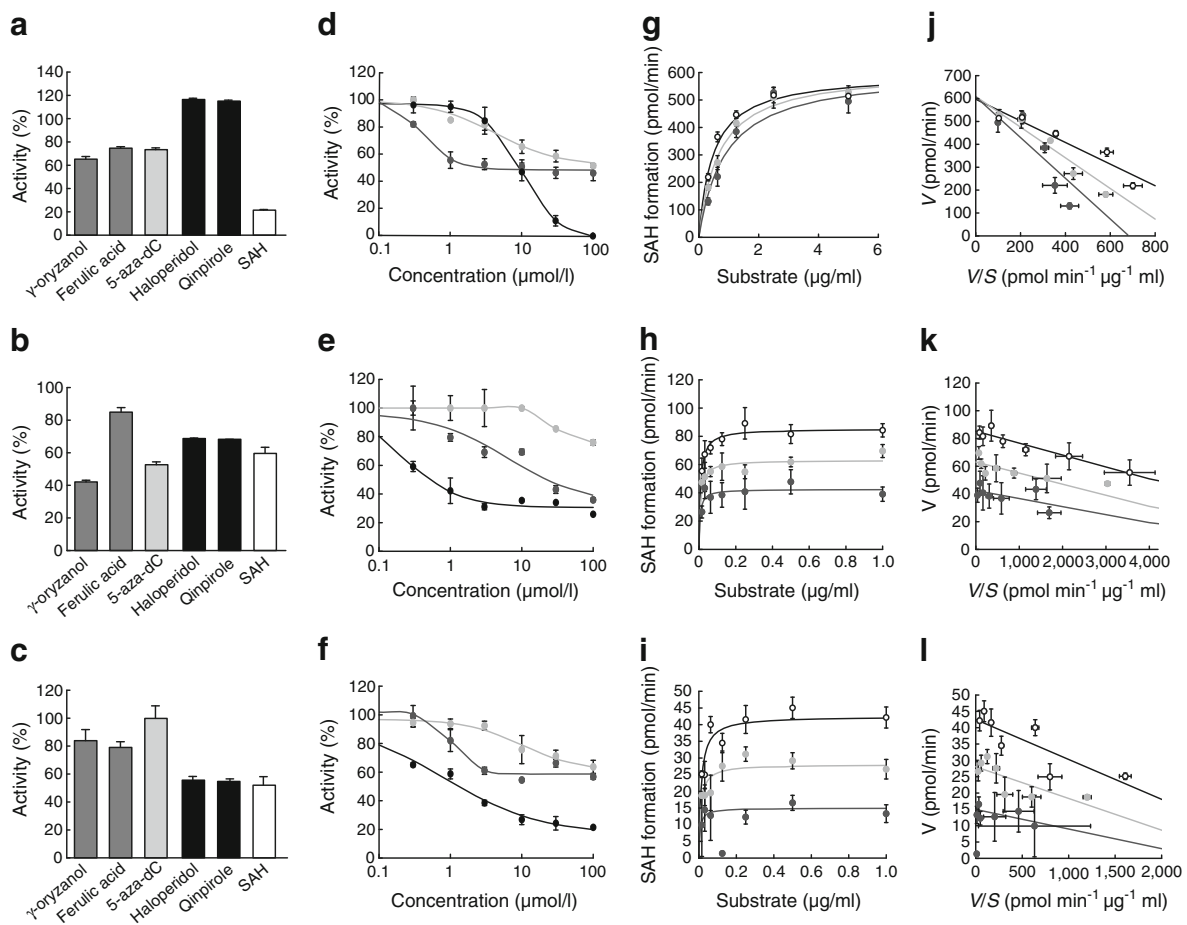 a
Activity (%)
140
120
100
80
60
40
20
0
γ-oryzanol
Ferulic acid
5-aza-dC
Haloperidol
Qinpirole
SAH
d
Activity (%)
120
100
80
60
40
20
0
0.1
1
10
100
Concentration (μmol/l)
g
SAH formation (pmol/min)
600
500
400
300
200
100
0
0
2
4
6
Substrate (μg/ml)
j
V (pmol/min)
700
600
500
400
300
200
100
0
0
200
400
600
800
V/S (pmol min⁻¹ μg⁻¹ ml)
b
Activity (%)
100
80
60
40
20
0
γ-oryzanol
Ferulic acid
5-aza-dC
Haloperidol
Qinpirole
SAH
e
Activity (%)
120
100
80
60
40
20
0
0.1
1
10
100
Concentration (μmol/l)
h
SAH formation (pmol/min)
120
100
80
60
40
20
0
0
0.2
0.4
0.6
0.8
1.0
Substrate (μg/ml)
k
V (pmol/min)
120
100
80
60
40
20
0
0
1,000
2,000
3,000
4,000
V/S (pmol min⁻¹ μg⁻¹ ml)
c
Activity (%)
120
100
80
60
40
20
0
γ-oryzanol
Ferulic acid
5-aza-dC
Haloperidol
Qinpirole
SAH
f
Activity (%)
120
100
80
60
40
20
0
0.1
1
10
100
Concentration (μmol/l)
i
SAH formation (pmol/min)
50
45
40
35
30
25
20
15
10
5
0
0
0.2
0.4
0.6
0.8
1.0
Substrate (μg/ml)
l
V (pmol/min)
50
45
40
35
30
25
20
15
10
5
0
0
500
1,000
1,500
2,000
V/S (pmol min⁻¹ μg⁻¹ ml)